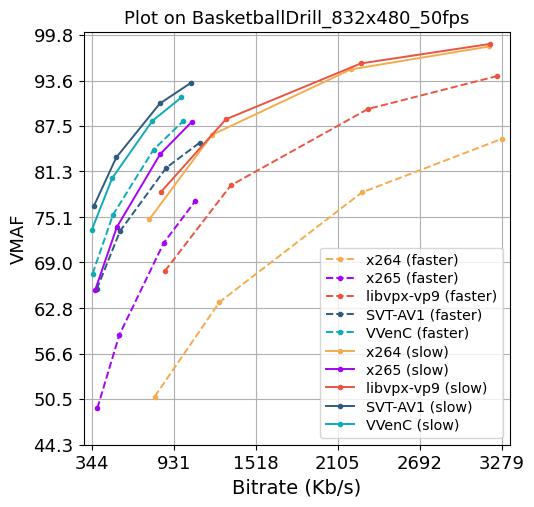 Plot on BasketballDrill_832x480_50fps
99.8
93.6
87.5
81.3
75.1
69.0
62.8
56.6
50.5
44.3
VMAF
x264 (faster)
x265 (faster)
libvpx-vp9 (faster)
SVT-AV1 (faster)
VVenC (faster)
x264 (slow)
x265 (slow)
libvpx-vp9 (slow)
SVT-AV1 (slow)
VVenC (slow)
344 931 1518 2105 2692 3279
Bitrate (Kb/s)